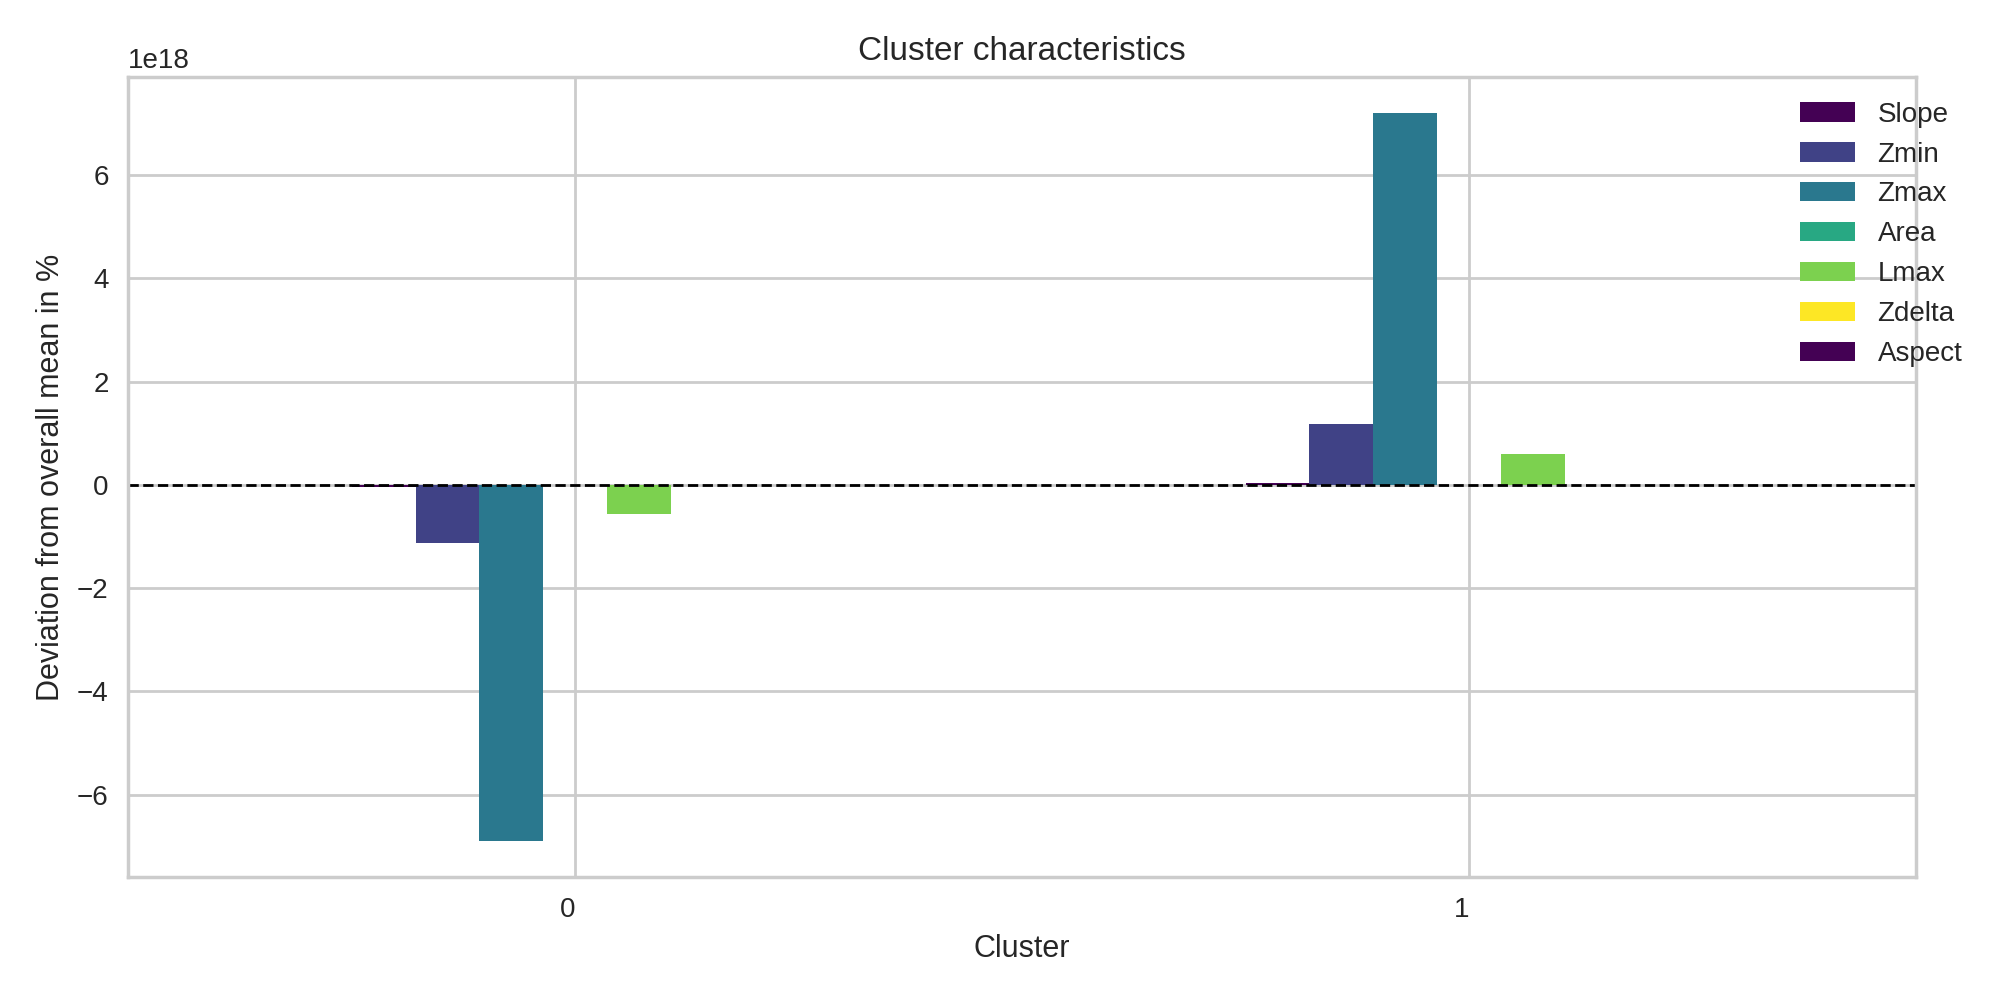 Cluster characteristics
1e18
6
4
2
0
−2
−4
−6
Deviation from overall mean in %
0
1
Cluster
Slope
Zmin
Zmax
Area
Lmax
Zdelta
Aspect